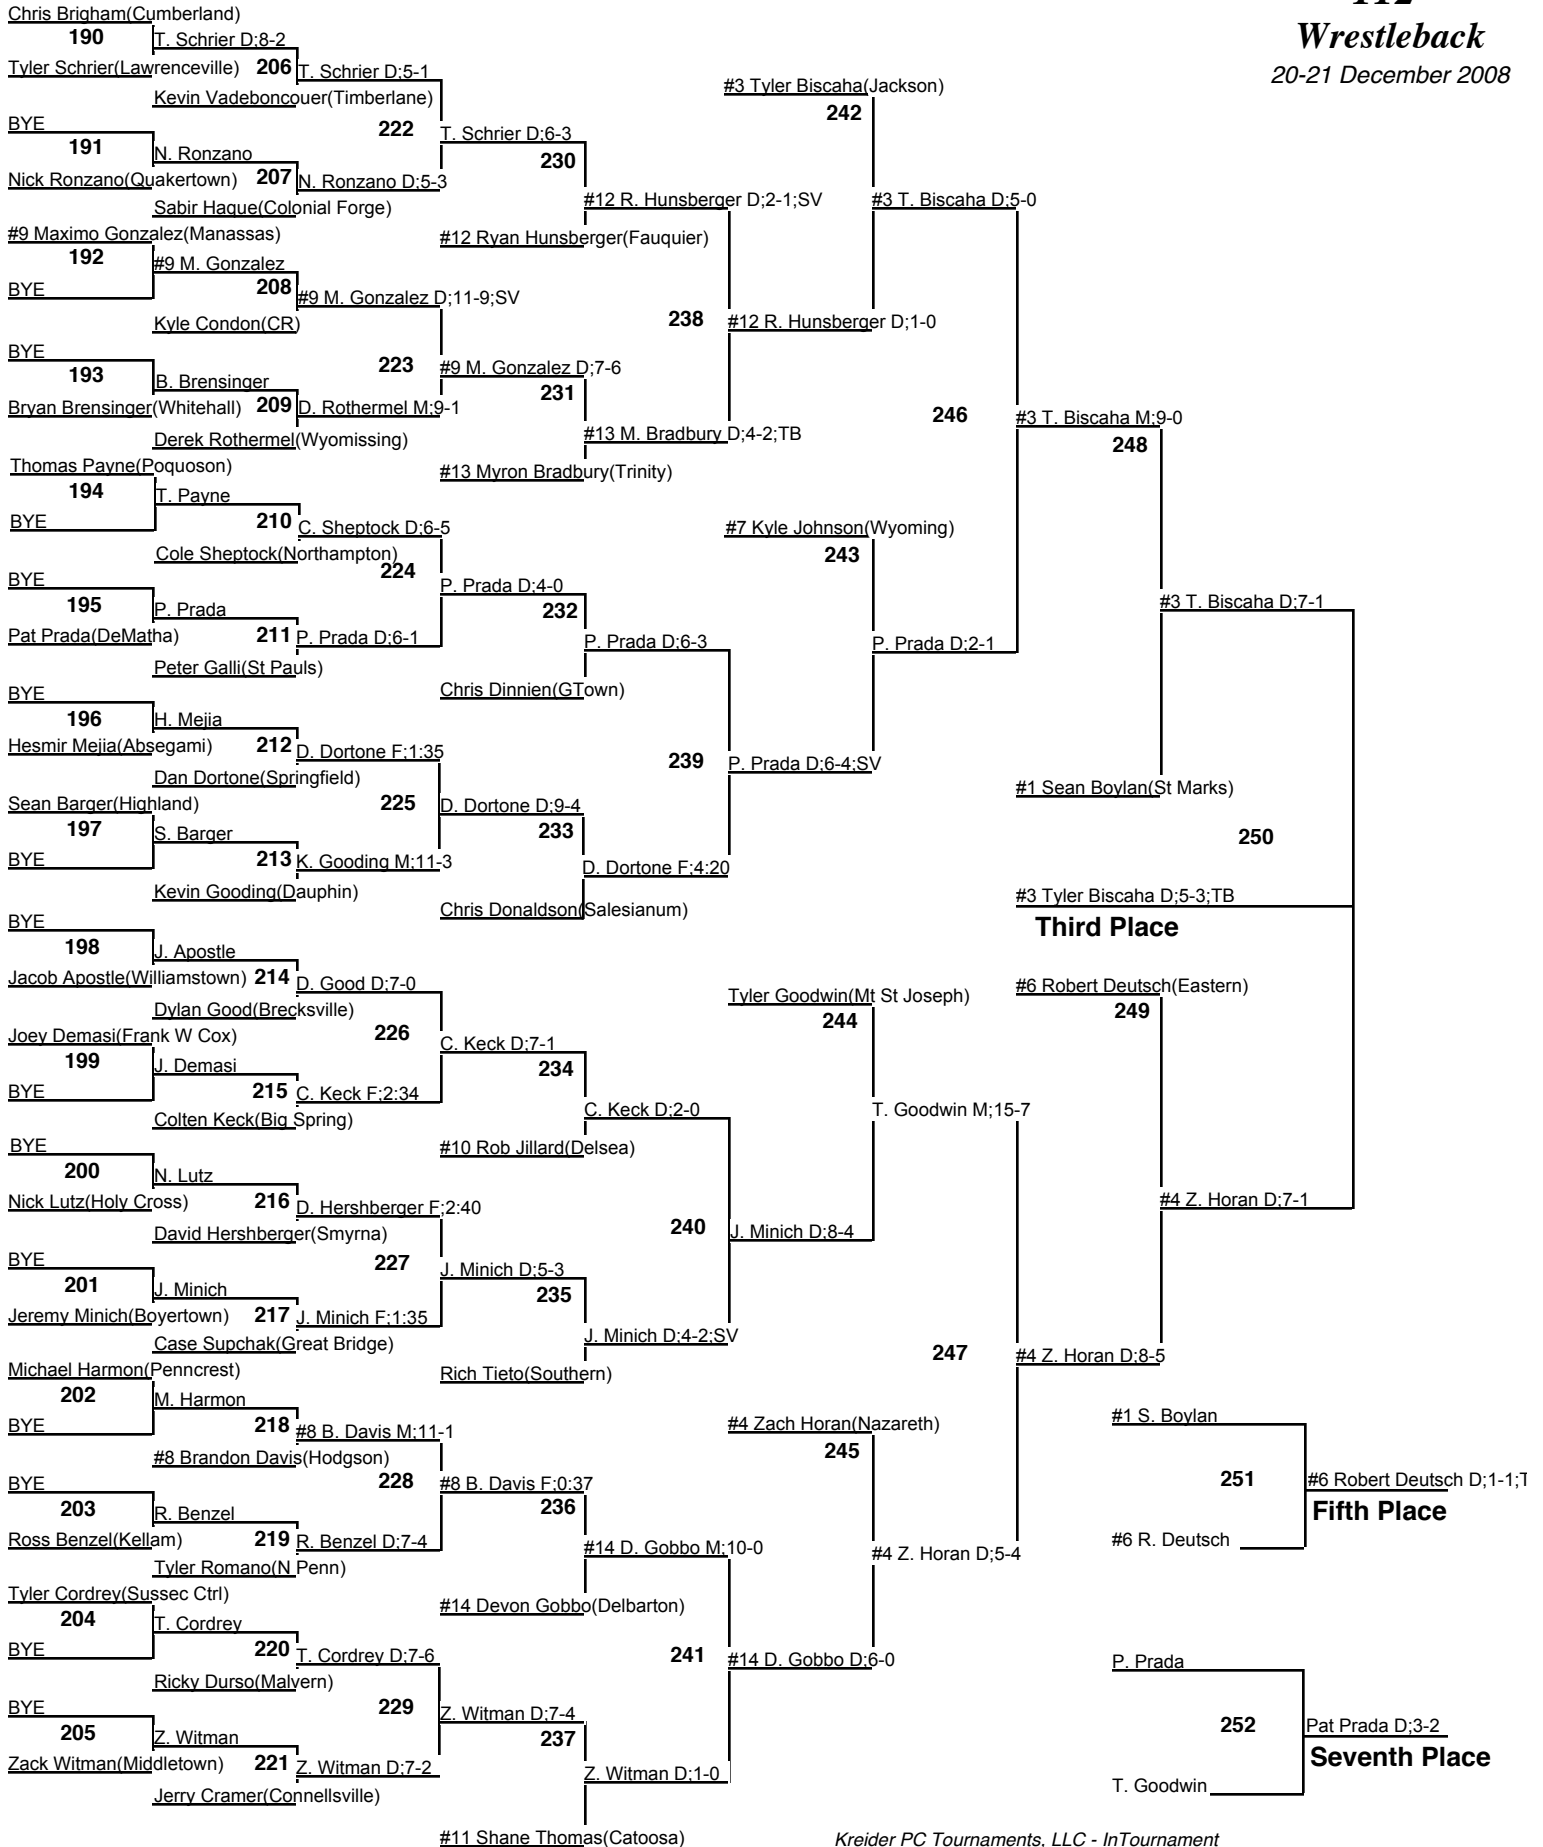 Wrestleback
20-21 December 2008
Chris Brigham(Cumberland)
190
T. Schrier D;8-2
Tyler Schrier(Lawrenceville)
206
T. Schrier D;5-1
Kevin Vadeboncouer(Timberlane)
222
T. Schrier D;6-3
BYE
191
N. Ronzano
Nick Ronzano(Quakertown)
207
N. Ronzano D;5-3
Sabir Haque(Colonial Forge)
230
#12 R. Hunsberger D;2-1;SV
#12 Ryan Hunsberger(Fauquier)
#9 Maximo Gonzalez(Manassas)
192
#9 M. Gonzalez
BYE
208
#9 M. Gonzalez D;11-9;SV
Kyle Condon(CR)
223
#9 M. Gonzalez D;7-6
BYE
193
B. Brensinger
Bryan Brensinger(Whitehall)
209
D. Rothermel M;9-1
Derek Rothermel(Wyomissing)
231
#13 M. Bradbury D;4-2;TB
#13 Myron Bradbury(Trinity)
238
#12 R. Hunsberger D;1-0
#3 Tyler Biscaha(Jackson)
242
#3 T. Biscaha D;5-0
Thomas Payne(Poquoson)
194
T. Payne
BYE
210
C. Sheptock D;6-5
Cole Sheptock(Northampton)
224
P. Prada D;4-0
BYE
195
P. Prada
Pat Prada(DeMatha)
211
P. Prada D;6-1
Peter Galli(St Pauls)
232
P. Prada D;6-3
Chris Dinnien(GTown)
BYE
196
H. Mejia
Hesmir Mejia(Absegami)
212
D. Dortone F;1:35
Dan Dortone(Springfield)
225
D. Dortone D;9-4
Sean Barger(Highland)
197
S. Barger
BYE
213
K. Gooding M;11-3
Kevin Gooding(Dauphin)
233
D. Dortone F;4:20
Chris Donaldson(Salesianum)
239
P. Prada D;6-4;SV
#7 Kyle Johnson(Wyoming)
243
P. Prada D;2-1
246
#3 T. Biscaha M;9-0
248
#3 T. Biscaha D;7-1
#1 Sean Boylan(St Marks)
250
#3 Tyler Biscaha D;5-3;TB
Third Place
BYE
198
J. Apostle
Jacob Apostle(Williamstown)
214
D. Good D;7-0
Dylan Good(Brecksville)
226
C. Keck D;7-1
Joey Demasi(Frank W Cox)
199
J. Demasi
BYE
215
C. Keck F;2:34
Colten Keck(Big Spring)
234
C. Keck D;2-0
#10 Rob Jillard(Delsea)
BYE
200
N. Lutz
Nick Lutz(Holy Cross)
216
D. Hershberger F;2:40
David Hershberger(Smyrna)
227
J. Minich D;5-3
BYE
201
J. Minich
Jeremy Minich(Boyertown)
217
J. Minich F;1:35
Case Supchak(Great Bridge)
235
J. Minich D;4-2;SV
Rich Tieto(Southern)
240
J. Minich D;8-4
Tyler Goodwin(Mt St Joseph)
244
T. Goodwin M;15-7
#6 Robert Deutsch(Eastern)
249
#4 Z. Horan D;7-1
Michael Harmon(Penncrest)
202
M. Harmon
BYE
218
#8 B. Davis M;11-1
#8 Brandon Davis(Hodgson)
228
#8 B. Davis F;0:37
BYE
203
R. Benzel
Ross Benzel(Kellam)
219
R. Benzel D;7-4
Tyler Romano(N Penn)
236
#14 D. Gobbo M;10-0
#14 Devon Gobbo(Delbarton)
Tyler Cordrey(Sussec Ctrl)
204
T. Cordrey
BYE
220
T. Cordrey D;7-6
Ricky Durso(Malvern)
229
Z. Witman D;7-4
BYE
205
Z. Witman
Zack Witman(Middletown)
221
Z. Witman D;7-2
Jerry Cramer(Connellsville)
237
Z. Witman D;1-0
#11 Shane Thomas(Catoosa)
241
#14 D. Gobbo D;6-0
#4 Zach Horan(Nazareth)
245
#4 Z. Horan D;5-4
247
#4 Z. Horan D;8-5
#1 S. Boylan
251
#6 Robert Deutsch D;1-1;T
Fifth Place
#6 R. Deutsch
P. Prada
252
Pat Prada D;3-2
Seventh Place
T. Goodwin
Kreider PC Tournaments, LLC - InTournament